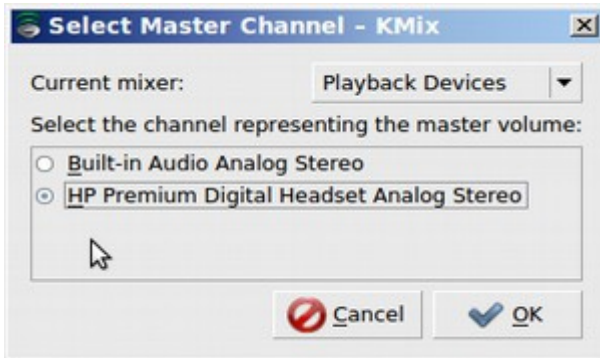 Select Master Channel – KMix
Current mixer: Playback Devices
Select the channel representing the master volume:
Built-in Audio Analog Stereo
HP Premium Digital Headset Analog Stereo
Cancel OK